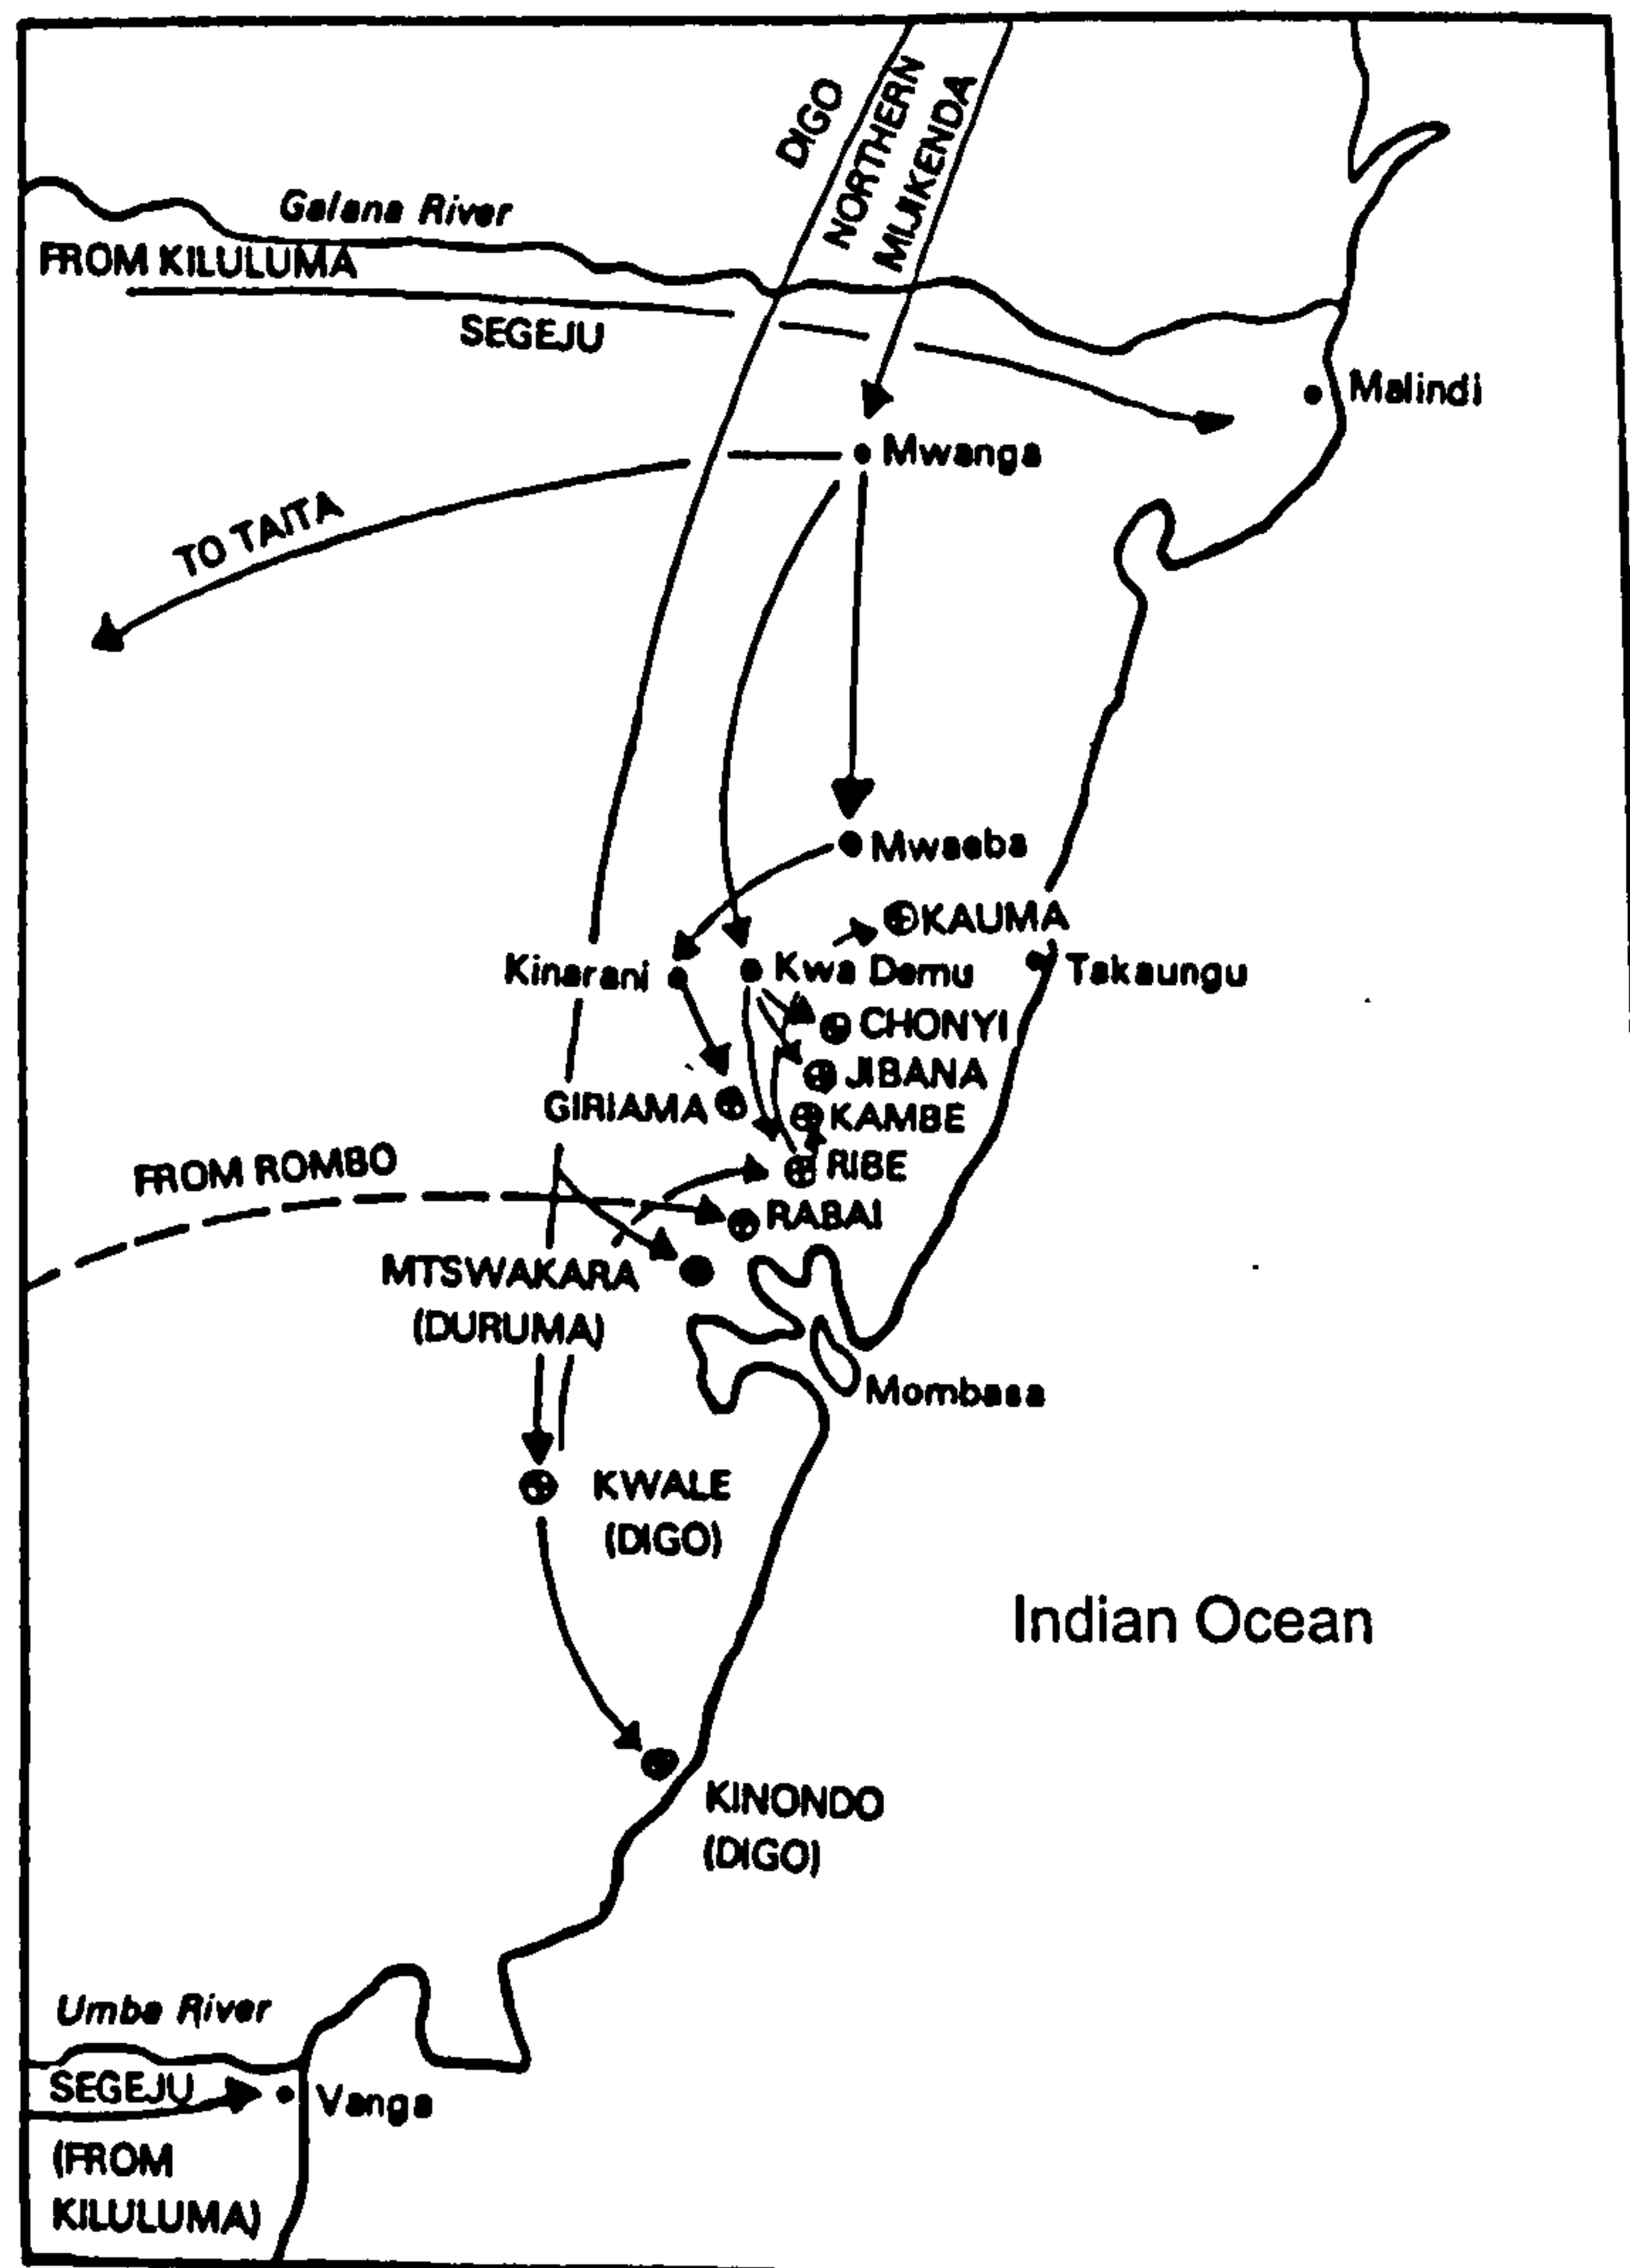 DIGO
NORTHERN
MIJIKENDA
Galana River
FROM KILULUMA
SEGEJU
Malindi
Mwanga
TO TAITA
Mwaeba
KAUMA
Kinarani
Kwa Demu
Takaungu
CHONYI
JIBANA
GIRIAMA
KAMBE
FROM ROMBO
RIBE
RABAI
MTSWAKARA
(DURUMA)
Mombasa
KWALE
(DIGO)
Indian Ocean
KINONDO
(DIGO)
Umba River
SEGEJU
Vanga
(FROM
KILULUMA)